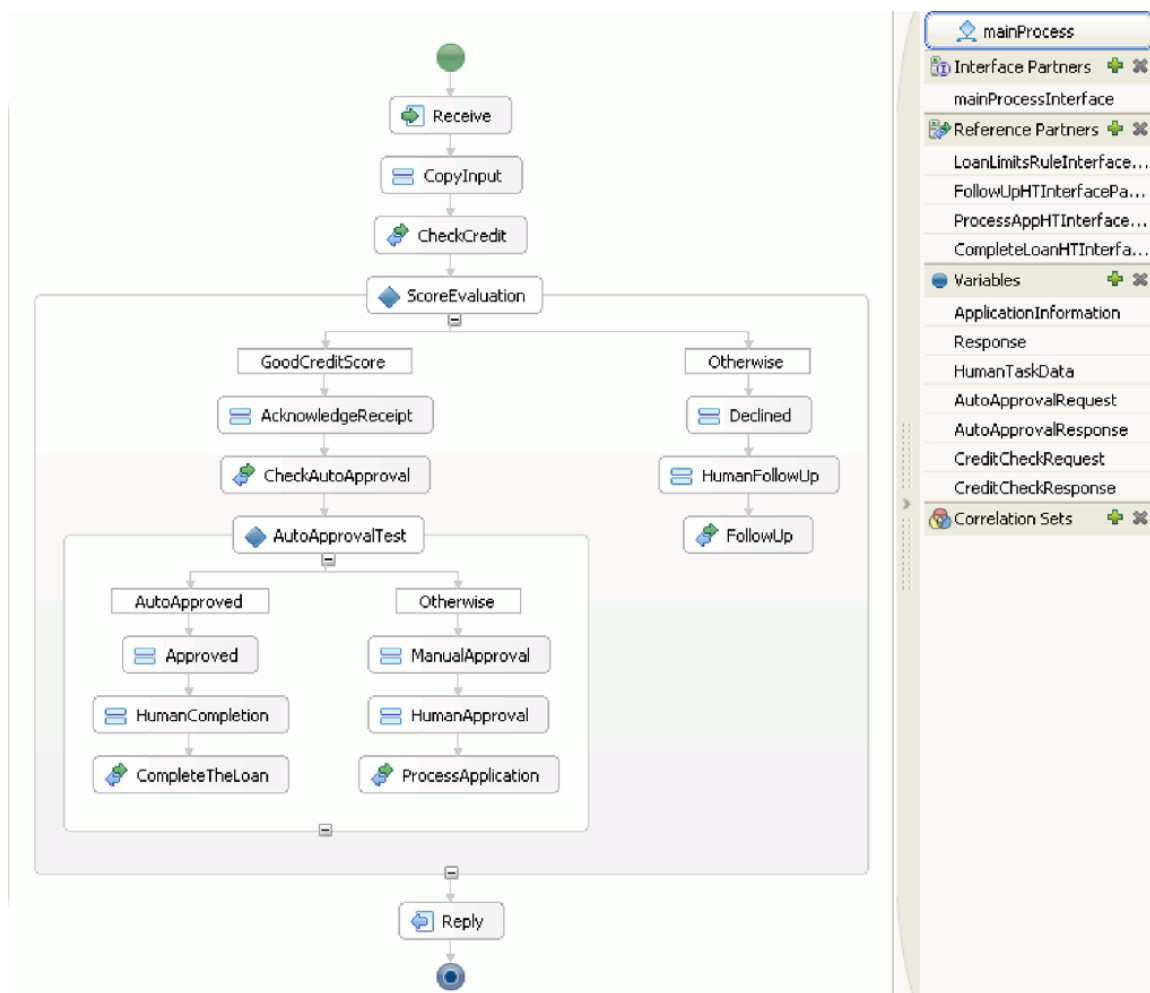 Receive
CopyInput
CheckCredit
ScoreEvaluation
GoodCreditScore
Otherwise
AcknowledgeReceipt
Declined
CheckAutoApproval
HumanFollowUp
AutoApprovalTest
FollowUp
AutoApproved
Otherwise
Approved
ManualApproval
HumanCompletion
HumanApproval
CompleteTheLoan
ProcessApplication
Reply
mainProcess
Interface Partners
mainProcessInterface
Reference Partners
LoanLimitsRuleInterface...
FollowUpHTInterfacePa...
ProcessAppHTInterface...
CompleteLoanHTInterfa...
Variables
ApplicationInformation
Response
HumanTaskData
AutoApprovalRequest
AutoApprovalResponse
CreditCheckRequest
CreditCheckResponse
Correlation Sets